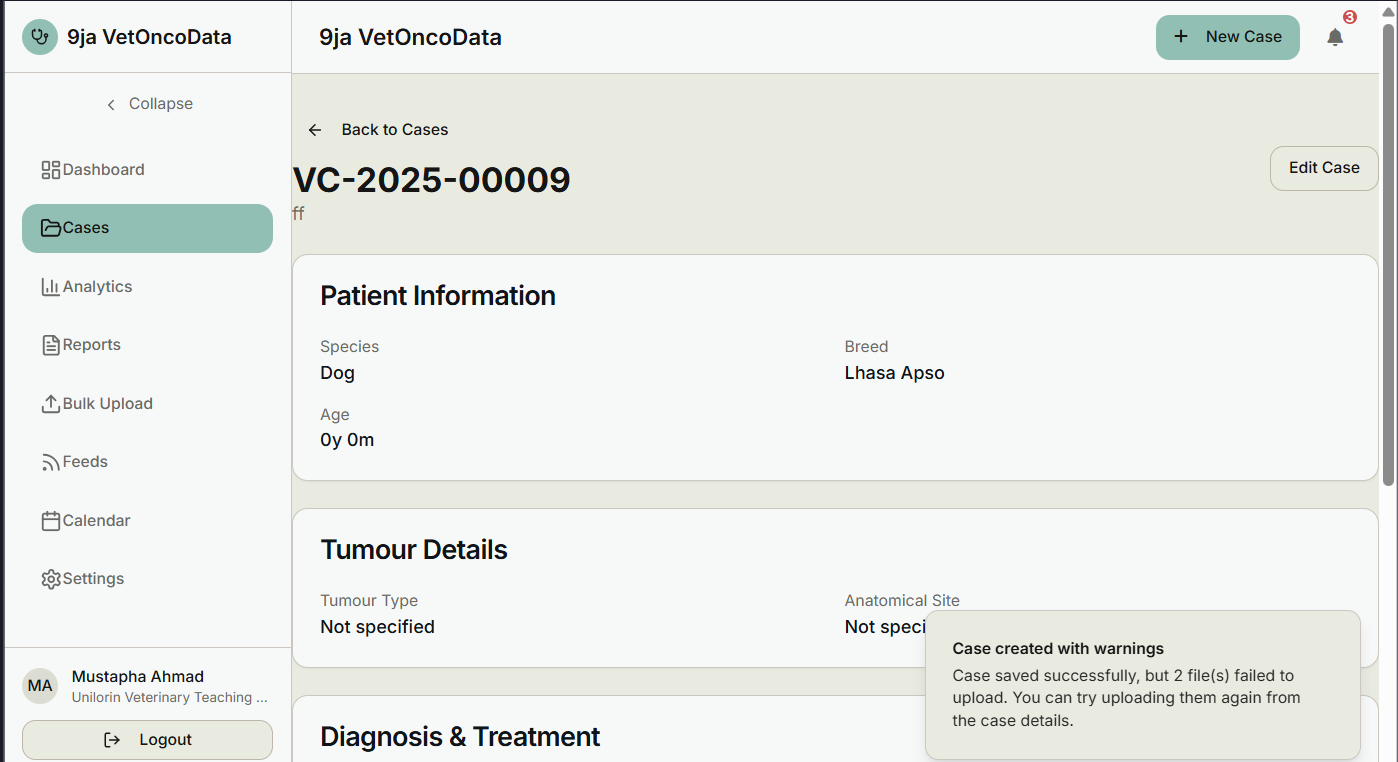 9ja VetOncoData
9ja VetOncoData
+ New Case
3
Collapse
Back to Cases
VC-2025-00009
Edit Case
ff
Dashboard
Cases
Analytics
Reports
Bulk Upload
Feeds
Calendar
Settings
Patient Information
Species
Breed
Dog
Lhasa Apso
Age
0y 0m
Tumour Details
Tumour Type
Anatomical Site
Not specified
Not speci
Diagnosis & Treatment
Case created with warnings
Case saved successfully, but 2 file(s) failed to
upload. You can try uploading them again from
the case details.
MA
Mustapha Ahmad
Unilorin Veterinary Teaching ...
Logout